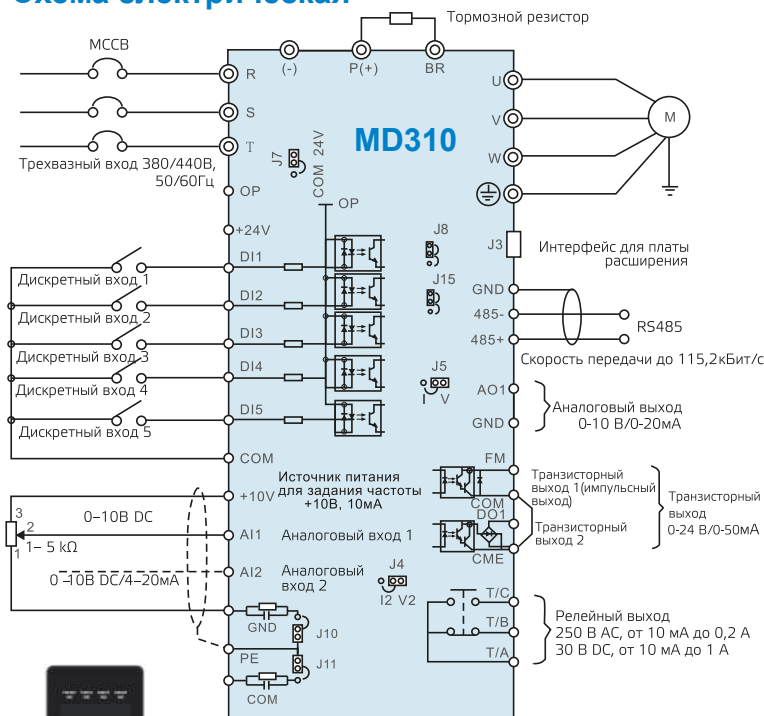 Схема электрическая
Тормозной резистор
MCCB
R
(-)
P(+)
BR
U
S
V
M
T
J7
COM 24V
MD310
W
Трехвазный вход 380/440В,
50/60Гц
OP
OP
+24V
J8
J3
Интерфейс для платы
расширения
DI1
Дискретный вход 1
J15
GND
DI2
485-
RS485
Дискретный вход 2
DI3
485+
Дискретный вход 3
Скорость передачи до 115,2кБит/с
DI4
J5
I V
Дискретный вход 4
AO1
Аналоговый выход
0-10 В/0-20мА
DI5
GND
Дискретный вход 5
COM
FM
Источник питания
для задания частоты
+10В, 10мА
Транзисторный
выход 1(импульсный
выход)
+10V
COM
DO1
Транзисторный
выход
0-24 В/0-50мА
3
0–10В DC
2
Транзисторный
выход 2
AI1
Аналоговый вход 1
1
1– 5 kΩ
CME
0 –10В DC/4–20мА
AI2
Аналоговый
вход 2
J4
I2 V2
T/C
GND
J10
T/B
Релейный выход
250 В AC, от 10 мА до 0,2 А
30 В DC, от 10 мА до 1 А
PE
J11
T/A
COM